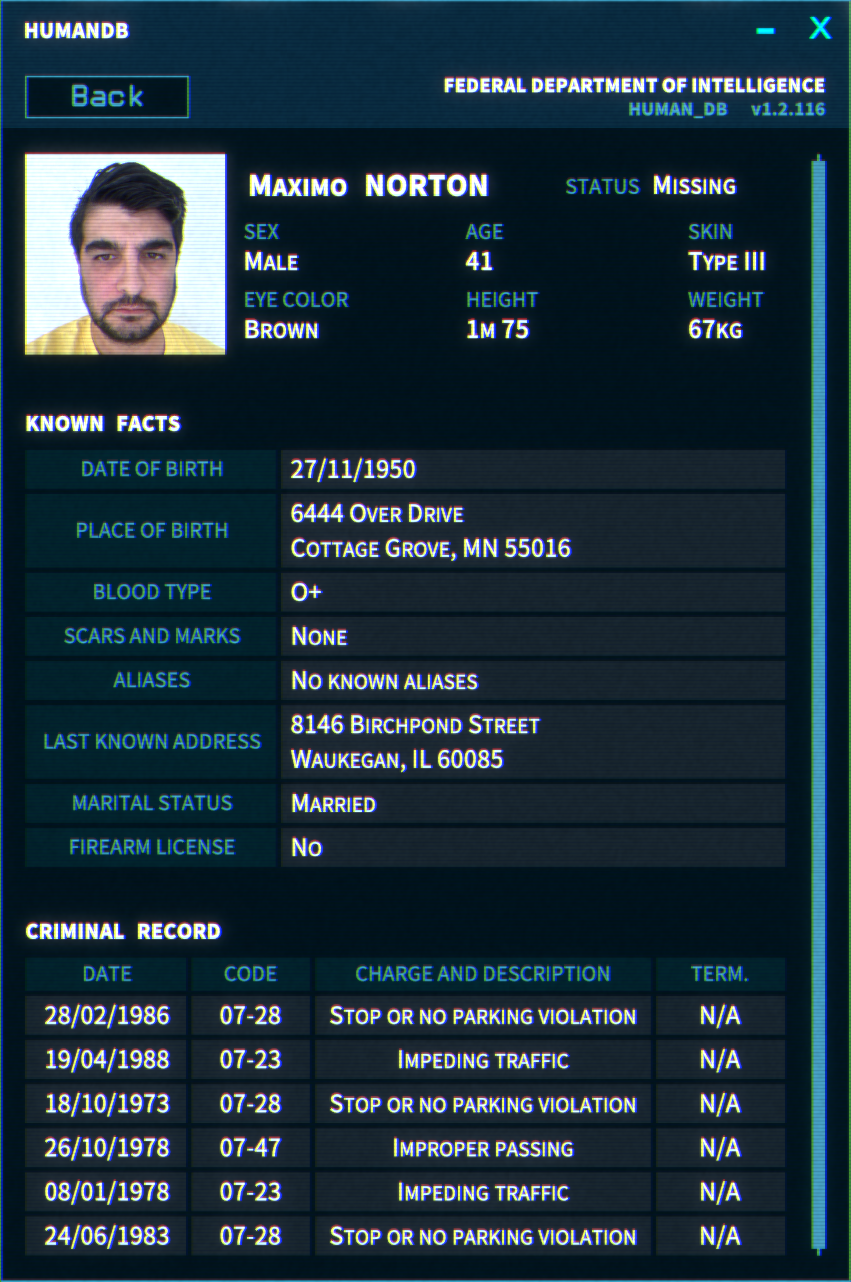 HUMANDB
Back
FEDERAL DEPARTMENT OF INTELLIGENCE
HUMAN_DB v1.2.116
Maximo NORTON STATUS Missing
SEX AGE SKIN
Male 41 Type III
EYE COLOR HEIGHT WEIGHT
Brown 1m 75 67kg
KNOWN FACTS
DATE OF BIRTH 27/11/1950
PLACE OF BIRTH 6444 Over Drive
Cottage Grove, MN 55016
BLOOD TYPE O+
SCARS AND MARKS None
ALIASES No known aliases
LAST KNOWN ADDRESS 8146 Birchpond Street
Waukegan, IL 60085
MARITAL STATUS Married
FIREARM LICENSE No
CRIMINAL RECORD
DATE CODE CHARGE AND DESCRIPTION TERM.
28/02/1986 07-28 Stop or no parking violation N/A
19/04/1988 07-23 Impeding traffic N/A
18/10/1973 07-28 Stop or no parking violation N/A
26/10/1978 07-47 Improper passing N/A
08/01/1978 07-23 Impeding traffic N/A
24/06/1983 07-28 Stop or no parking violation N/A